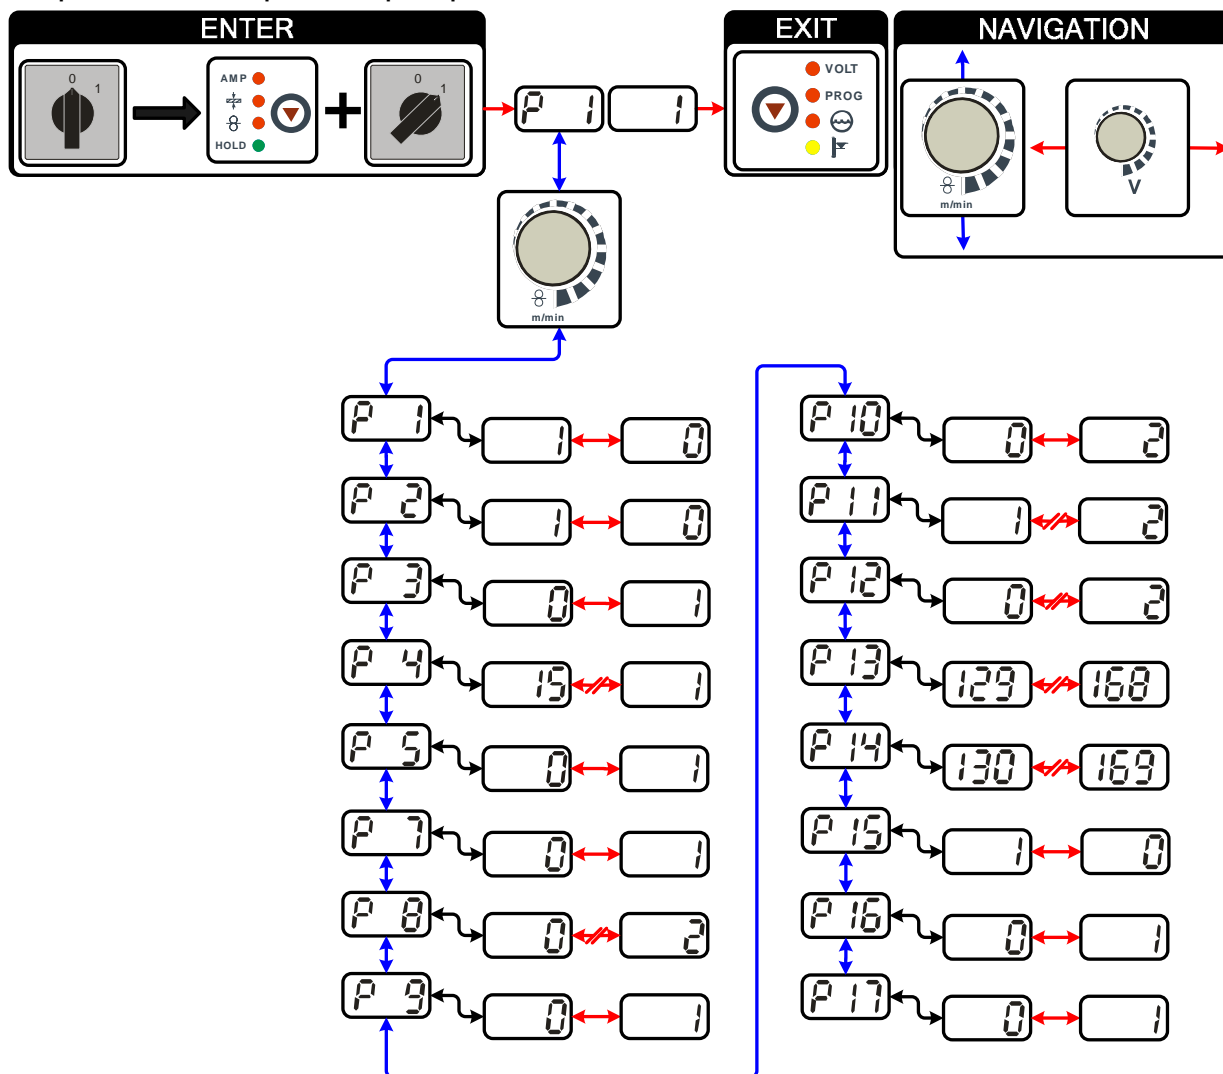 ENTER
EXIT
NAVIGATION
0
1
AMP
HOLD
+
0
1
P 1
1
VOLT
PROG
m/min
V
m/min
P 1
1
0
P 2
1
0
P 3
0
1
P 4
15
1
P 5
0
1
P 7
0
1
P 8
0
2
P 9
0
1
P 10
0
2
P 11
1
2
P 12
0
2
P 13
129
168
P 14
130
169
P 15
1
0
P 16
0
1
P 17
0
1